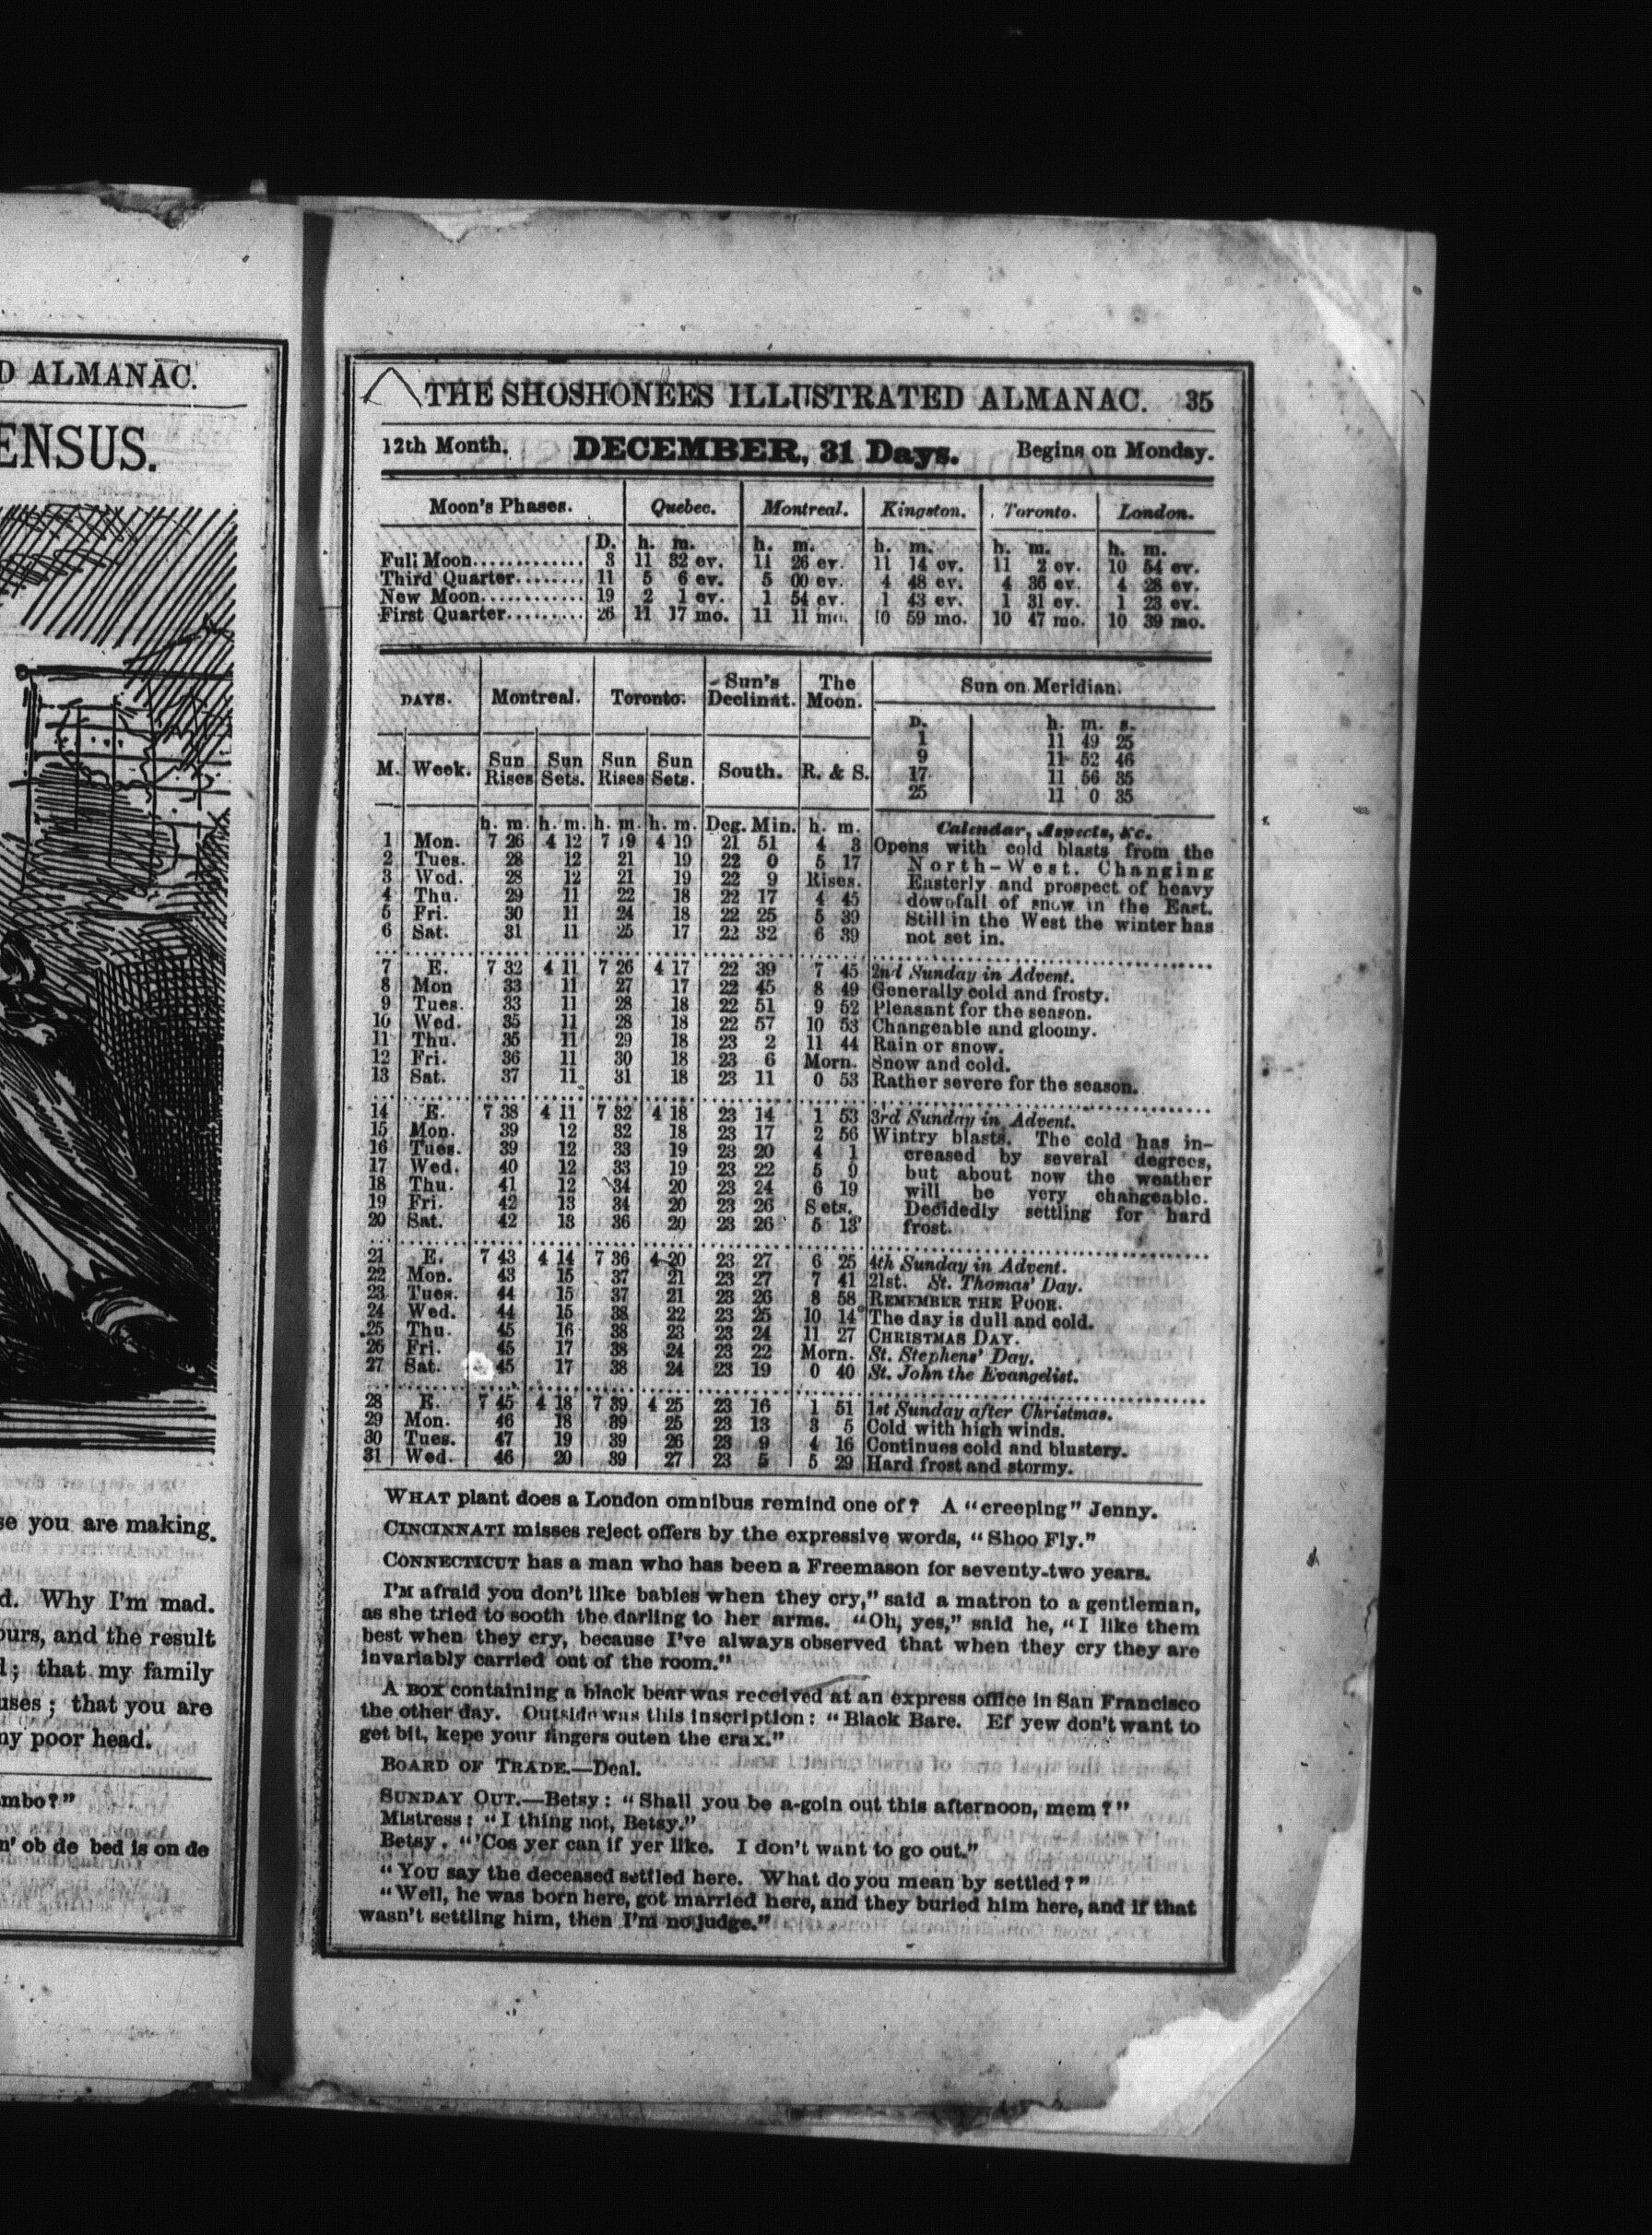 D ALMANAC.
ENSUS.
se you are making.
d. Why I'm mad.
ours, and the result
d; that my family
uses; that you are
ny poor head.
mbo?"
n' ob de bed is on de
THE SHOSHONEES ILLUSTRATED ALMANAC. 35
12th Month. DECEMBER, 31 Days. Begins on Monday.
Moon's Phases. Quebec. Montreal. Kingston. Toronto. London.
D. h. m. h. m. h. m. h. m. h. m.
Full Moon............. 3 11 32 ev. 11 26 ev. 11 14 ev. 11 2 ev. 10 54 ev.
Third Quarter........ 11 5 6 ev. 5 00 ev. 4 48 ev. 4 36 ev. 4 28 ev.
New Moon............ 19 2 1 ev. 1 54 ev. 1 43 ev. 1 31 ev. 1 23 ev.
First Quarter......... 26 11 17 mo. 11 11 mo. 10 59 mo. 10 47 mo. 10 39 mo.
DAYS. Montreal. Toronto. Sun's Declinat. The Moon. Sun on Meridian.
M. Week. Sun Rises Sun Sets. Sun Rises Sun Sets. South. R. & S.
D. h. m. s.
1 11 49 25
9 11 52 46
17 11 56 35
25 11 0 35
h. m. h. m. h. m. h. m. Deg. Min. h. m. Calendar, Aspects, &c.
1 Mon. 7 26 4 12 7 19 4 19 21 51 4 3 Opens with cold blasts from the
2 Tues. 28 12 21 19 22 0 5 17 North-West. Changing
3 Wed. 28 12 21 19 22 9 Rises. Easterly and prospect of heavy
4 Thu. 29 11 22 18 22 17 4 45 downfall of snow in the East.
5 Fri. 30 11 24 18 22 25 5 39 Still in the West the winter has
6 Sat. 31 11 25 17 22 32 6 39 not set in.
7 E. 7 32 4 11 7 26 4 17 22 39 7 45 2nd Sunday in Advent.
8 Mon 33 11 27 17 22 45 8 49 Generally cold and frosty.
9 Tues. 33 11 28 18 22 51 9 52 Pleasant for the season.
10 Wed. 35 11 28 18 22 57 10 53 Changeable and gloomy.
11 Thu. 35 11 29 18 23 2 11 44 Rain or snow.
12 Fri. 36 11 30 18 23 6 Morn. Snow and cold.
13 Sat. 37 11 31 18 23 11 0 53 Rather severe for the season.
14 E. 7 38 4 11 7 32 4 18 23 14 1 53 3rd Sunday in Advent.
15 Mon. 39 12 32 18 23 17 2 56 Wintry blasts. The cold has in-
16 Tues. 39 12 33 19 23 20 4 1 creased by several degrees,
17 Wed. 40 12 33 19 23 22 5 9 but about now the weather
18 Thu. 41 12 34 20 23 24 6 19 will be very changeable.
19 Fri. 42 13 34 20 23 26 Sets. Decidedly settling for hard
20 Sat. 42 13 36 20 23 26 5 13 frost.
21 E. 7 43 4 14 7 36 4 20 23 27 6 25 4th Sunday in Advent.
22 Mon. 43 15 37 21 23 27 7 41 21st. St. Thomas' Day.
23 Tues. 44 15 37 21 23 26 8 58 REMEMBER THE POOR.
24 Wed. 44 15 38 22 23 25 10 14 The day is dull and cold.
25 Thu. 45 16 38 23 23 24 11 27 CHRISTMAS DAY.
26 Fri. 45 17 38 24 23 22 Morn. St. Stephens' Day.
27 Sat. 45 17 38 24 23 19 0 40 St. John the Evangelist.
28 E. 7 45 4 18 7 39 4 25 23 16 1 51 1st Sunday after Christmas.
29 Mon. 46 18 39 25 23 13 3 5 Cold with high winds.
30 Tues. 47 19 39 26 23 9 4 16 Continues cold and blustery.
31 Wed. 46 20 39 27 23 5 5 29 Hard frost and stormy.
WHAT plant does a London omnibus remind one of? A "creeping" Jenny.
CINCINNATI misses reject offers by the expressive words, "Shoo Fly."
CONNECTICUT has a man who has been a Freemason for seventy-two years.
I'M afraid you don't like babies when they cry," said a matron to a gentleman,
as she tried to sooth the darling to her arms. "Oh, yes," said he, "I like them
best when they cry, because I've always observed that when they cry they are
invariably carried out of the room."
A BOX containing a black bear was received at an express office in San Francisco
the other day. Outside was this inscription: "Black Bare. Ef yew don't want to
get bit, kepe your fingers outen the crax."
BOARD OF TRADE.—Deal.
SUNDAY OUT.—Betsy: "Shall you be a-goin out this afternoon, mem?"
Mistress: "I thing not, Betsy."
Betsy. "'Cos yer can if yer like. I don't want to go out."
"You say the deceased settled here. What do you mean by settled?"
"Well, he was born here, got married here, and they buried him here, and if that
wasn't settling him, then I'm no judge."